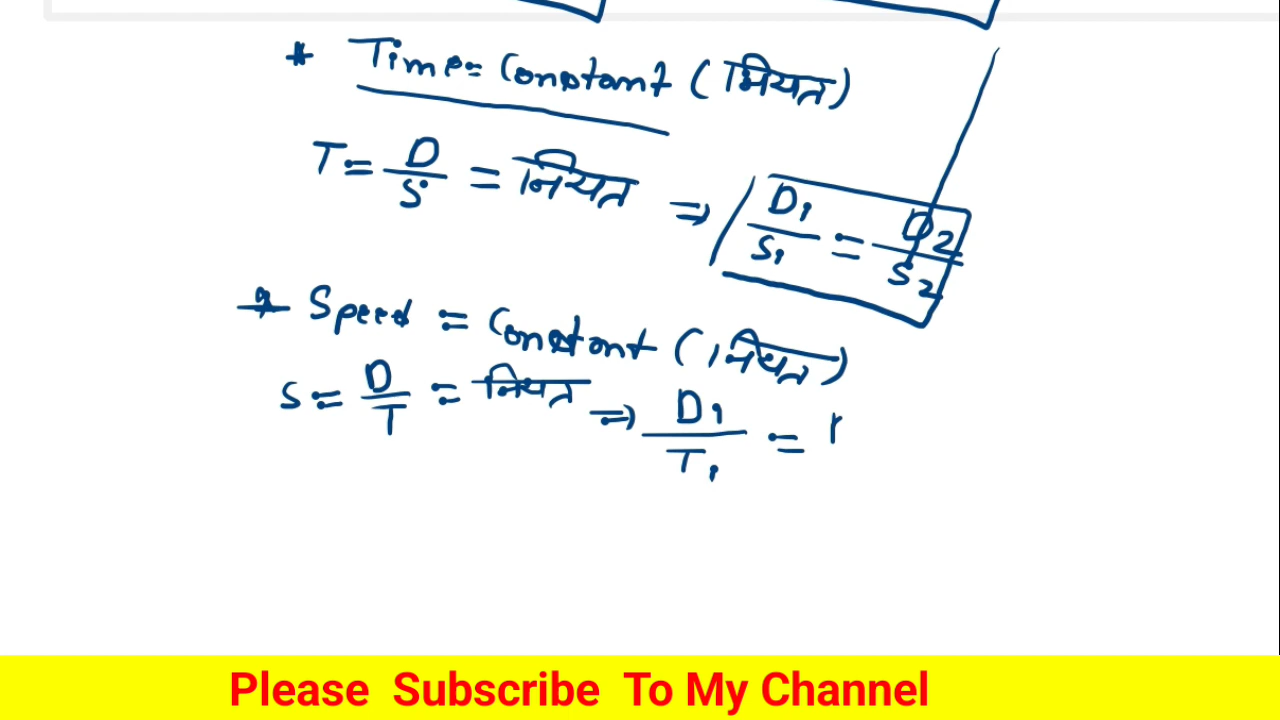 * Time = Constant (नियत)
T = D/S = नियत ⇒ D1/S1 = D2/S2
* Speed = Constant (नियत)
S = D/T = नियत ⇒ D1/T1 =
Please Subscribe To My Channel